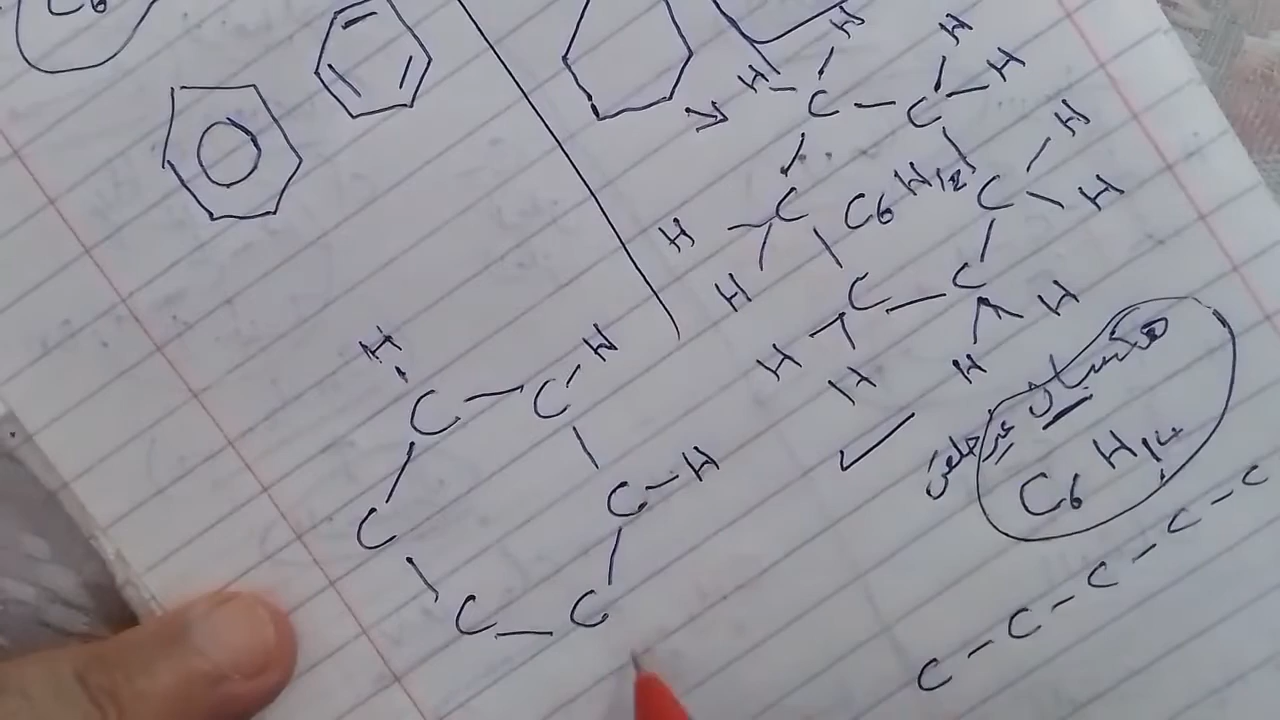 C6
H H
H - C - C - H
C C6H12 C - H
H H
H
C - C
H H H H
H H
C - C
C C - H
C - C
هكسان
غير حلقي
C6H14
C - C - C - C - C